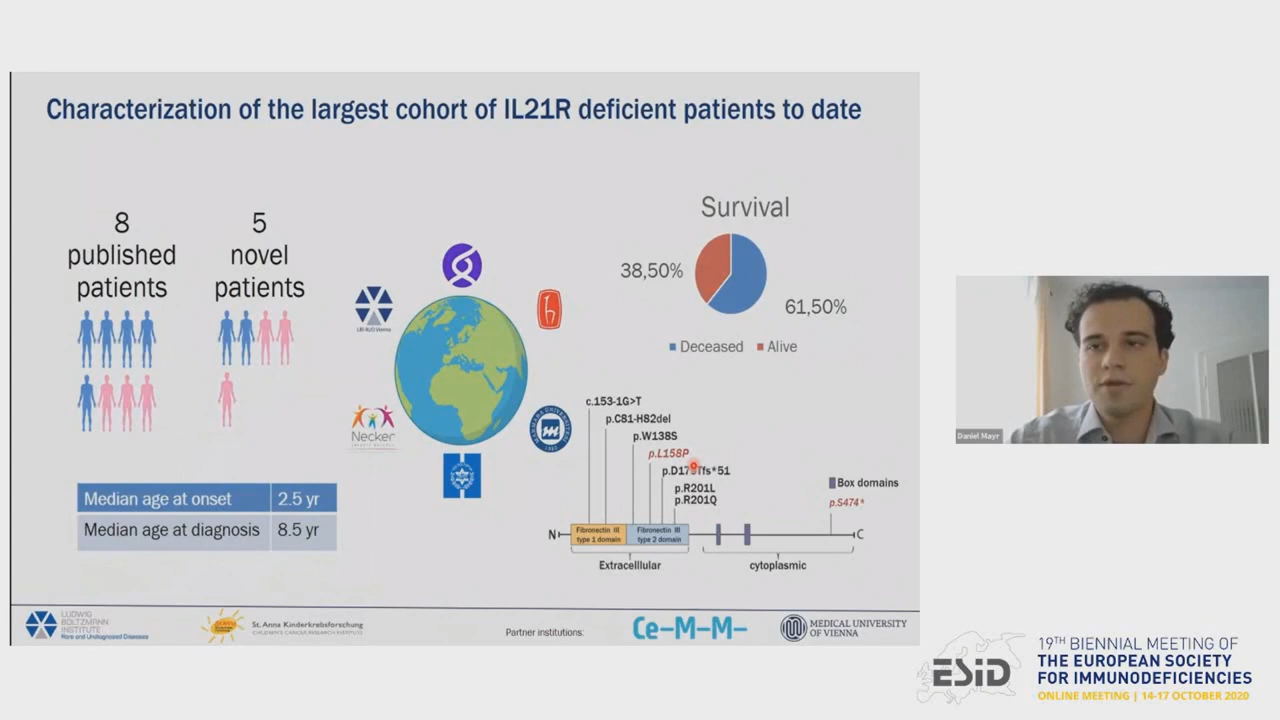 Characterization of the largest cohort of IL21R deficient patients to date
8
published
patients
5
novel
patients
Median age at onset 2.5 yr
Median age at diagnosis 8.5 yr
LBI-RUD Vienna
Necker
Survival
38,50%
61,50%
Deceased Alive
c.153-1G>T
p.C81-H82del
p.W138S
p.L158P
p.R201L
p.R201Q
Box domains
p.S474*
N
Fibronectin III
type 1 domain
Fibronectin III
type 2 domain
C
Extracelllular
cytoplasmic
LUDWIG
BOLTZMANN
INSTITUTE
Rare and Undiagnosed Diseases
St. Anna Kinderkrebsforschung
CHILDREN'S CANCER RESEARCH INSTITUTE
Partner institutions:
Ce-M-M-
MEDICAL UNIVERSITY
OF VIENNA
Daniel Mayr
ESID
19TH BIENNIAL MEETING OF
THE EUROPEAN SOCIETY
FOR IMMUNODEFICIENCIES
ONLINE MEETING | 14-17 OCTOBER 2020